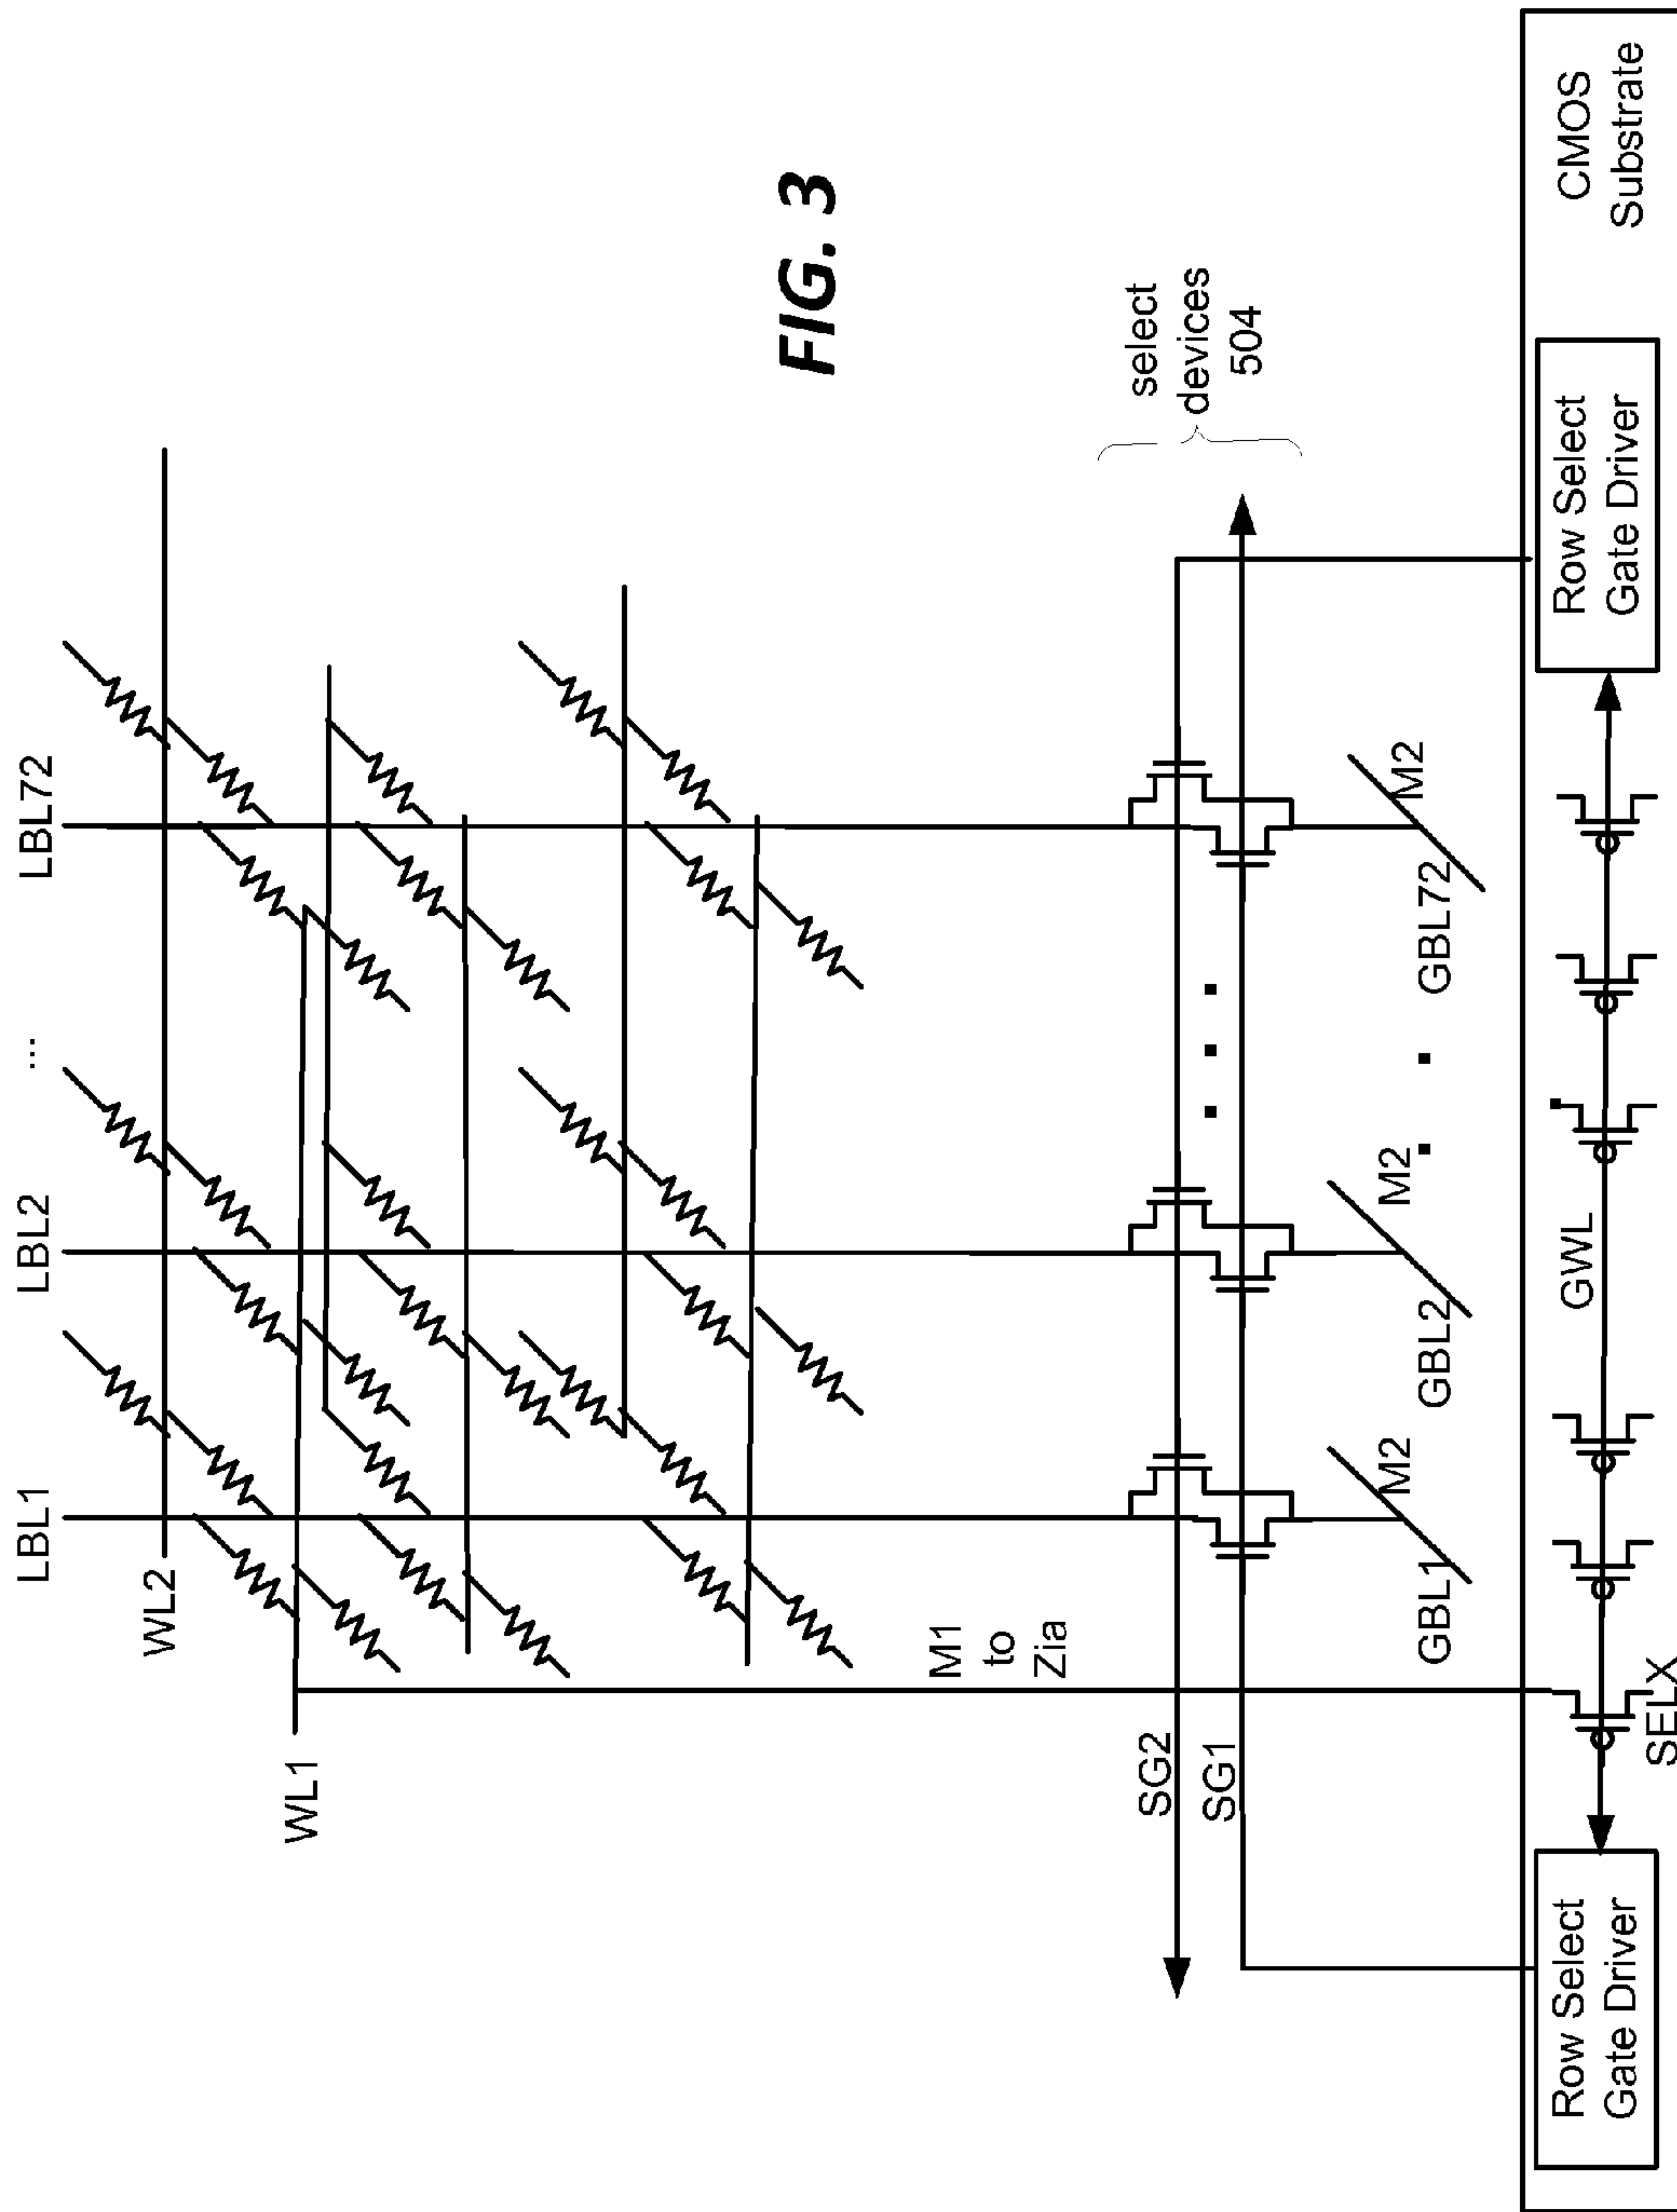 LBL1
LBL2
...
LBL72
WL2
WL1
FIG. 3
M1
to
Zia
SG2
SG1
select
devices
504
GBL1
M2
GBL2
M2
GBL72
M2
GWL
SELX
Row Select
Gate Driver
Row Select
Gate Driver
CMOS
Substrate